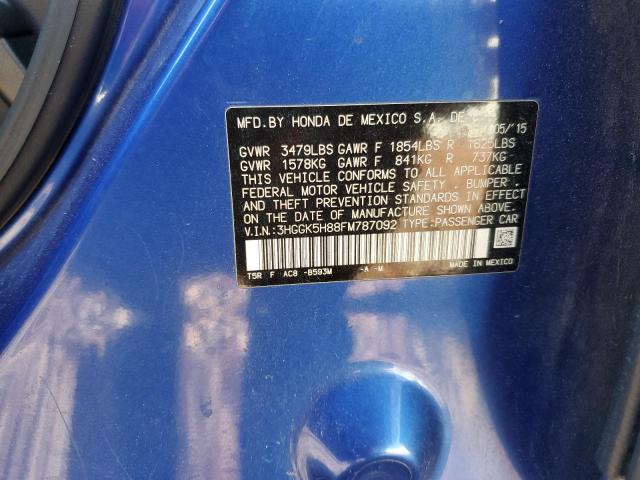 MFD.BY HONDA DE MEXICO S.A. DE C.V.
05/'15
GVWR 3479LBS GAWR F 1854LBS R 1625LBS
GVWR 1578KG GAWR F 841KG R 737KG
THIS VEHICLE CONFORMS TO ALL APPLICABLE
FEDERAL MOTOR VEHICLE SAFETY . BUMPER .
AND THEFT PREVENTION STANDARDS IN EFFECT
ON THE DATE OF MANUFACTURE SHOWN ABOVE.
V.I.N.:3HGGK5H88FM787092 TYPE:PASSENGER CAR
T5R F AC8 -B593M -A -M MADE IN MEXICO